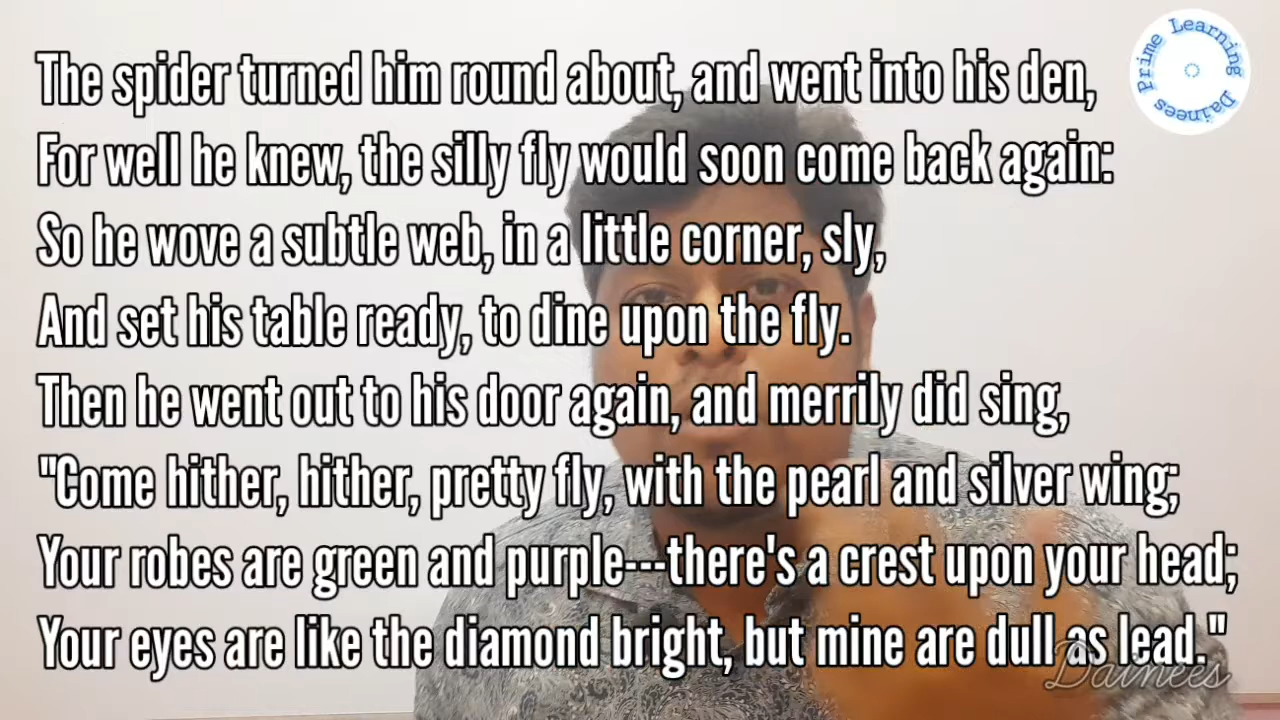 The spider turned him round about, and went into his den,
For well he knew, the silly fly would soon come back again:
So he wove a subtle web, in a little corner, sly,
And set his table ready, to dine upon the fly.
Then he went out to his door again, and merrily did sing,
"Come hither, hither, pretty fly, with the pearl and silver wing;
Your robes are green and purple---there's a crest upon your head;
Your eyes are like the diamond bright, but mine are dull as lead."
Prime Learning
Dainees
Dainees